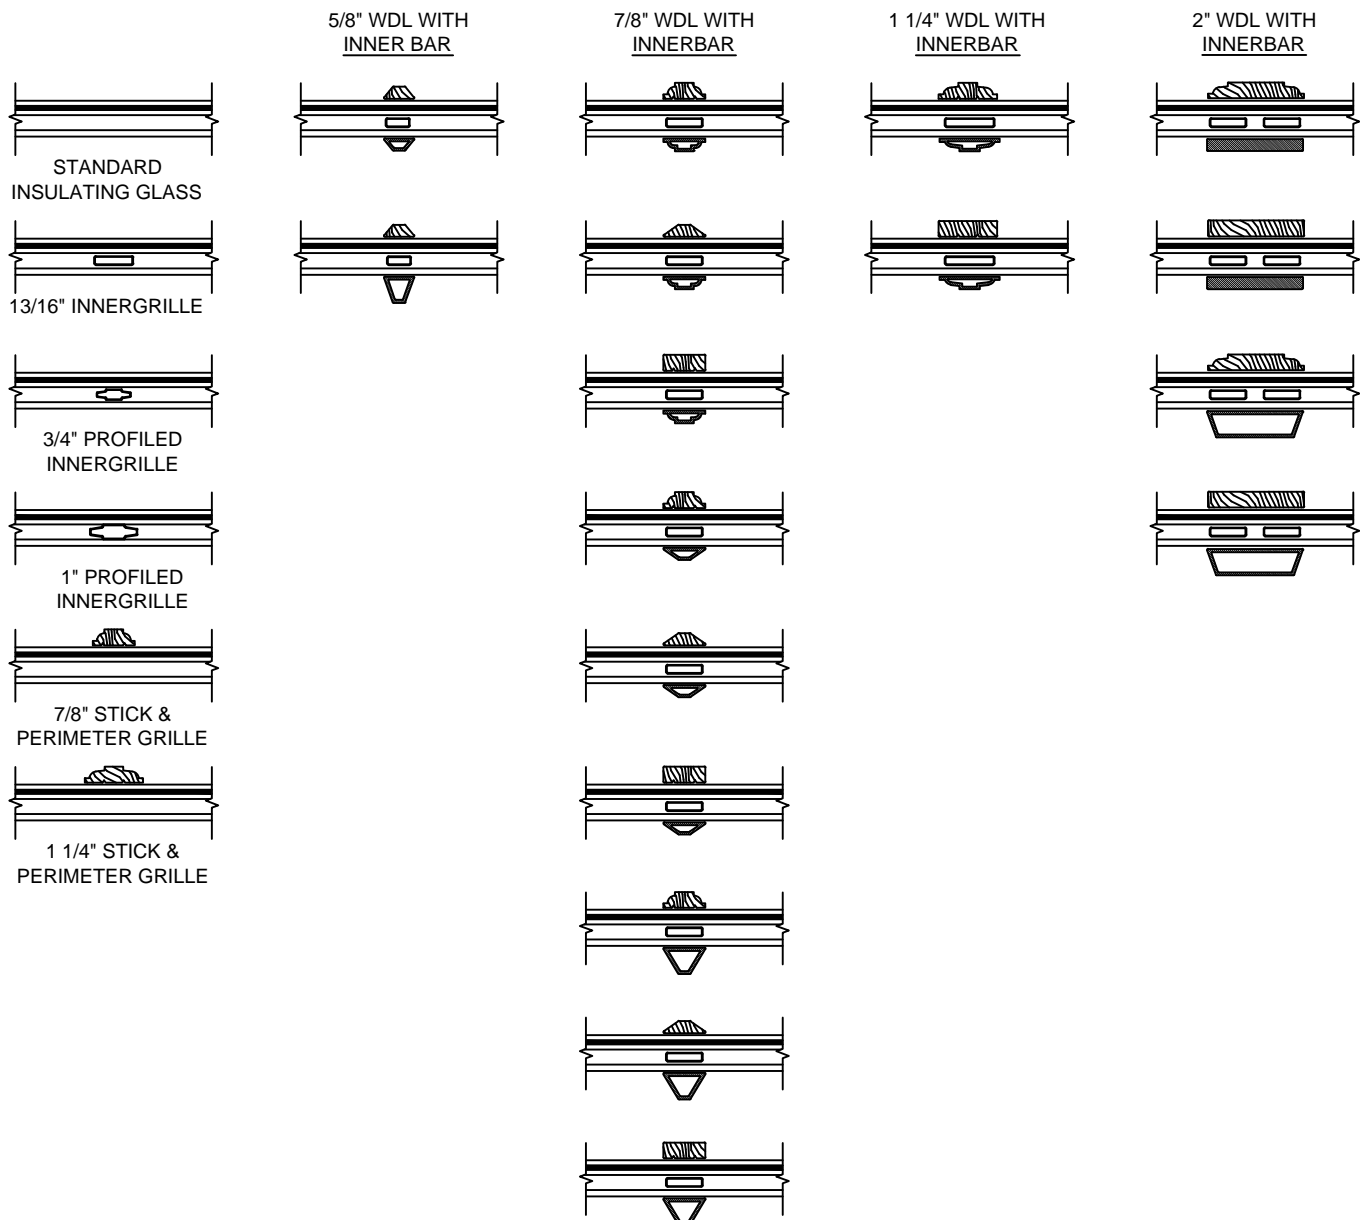 5/8" WDL WITH
INNER BAR
7/8" WDL WITH
INNERBAR
1 1/4" WDL WITH
INNERBAR
2" WDL WITH
INNERBAR
STANDARD
INSULATING GLASS
13/16" INNERGRILLE
3/4" PROFILED
INNERGRILLE
1" PROFILED
INNERGRILLE
7/8" STICK &
PERIMETER GRILLE
1 1/4" STICK &
PERIMETER GRILLE